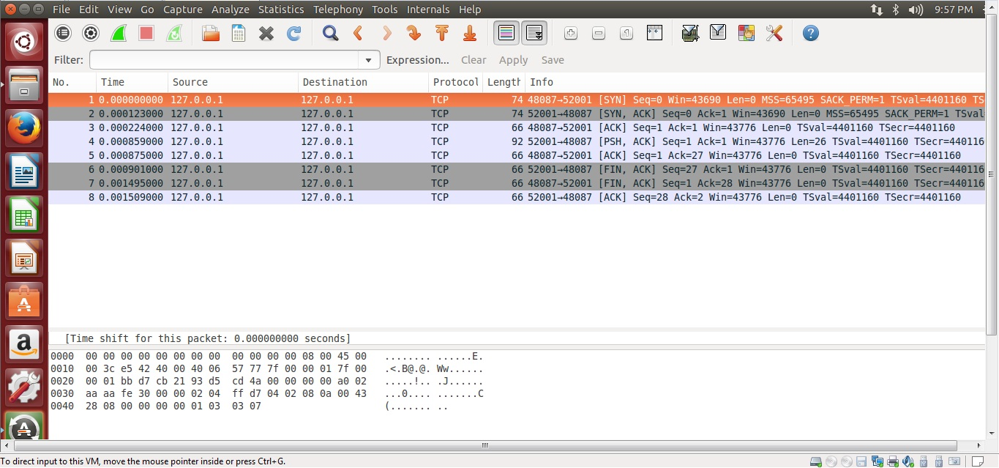 File Edit View Go Capture Analyze Statistics Telephony Tools Internals Help 9:57 PM
Filter: Expression... Clear Apply Save
No. Time Source Destination Protocol Length Info
1 0.000000000 127.0.0.1 127.0.0.1 TCP 74 48087→52001 [SYN] Seq=0 Win=43690 Len=0 MSS=65495 SACK_PERM=1 TSval=4401160 TS
2 0.000123000 127.0.0.1 127.0.0.1 TCP 74 52001→48087 [SYN, ACK] Seq=0 Ack=1 Win=43690 Len=0 MSS=65495 SACK_PERM=1 TSval
3 0.000224000 127.0.0.1 127.0.0.1 TCP 66 48087→52001 [ACK] Seq=1 Ack=1 Win=43776 Len=0 TSval=4401160 TSecr=4401160
4 0.000859000 127.0.0.1 127.0.0.1 TCP 92 52001→48087 [PSH, ACK] Seq=1 Ack=1 Win=43776 Len=26 TSval=4401160 TSecr=4401160
5 0.000875000 127.0.0.1 127.0.0.1 TCP 66 48087→52001 [ACK] Seq=1 Ack=27 Win=43776 Len=0 TSval=4401160 TSecr=4401160
6 0.000901000 127.0.0.1 127.0.0.1 TCP 66 52001→48087 [FIN, ACK] Seq=27 Ack=1 Win=43776 Len=0 TSval=4401160 TSecr=44011
7 0.001495000 127.0.0.1 127.0.0.1 TCP 66 48087→52001 [FIN, ACK] Seq=1 Ack=28 Win=43776 Len=0 TSval=4401160 TSecr=44011
8 0.001509000 127.0.0.1 127.0.0.1 TCP 66 52001→48087 [ACK] Seq=28 Ack=2 Win=43776 Len=0 TSval=4401160 TSecr=4401160
[Time shift for this packet: 0.000000000 seconds]
0000 00 00 00 00 00 00 00 00 00 00 00 00 08 00 45 00 ........ ......E.
0010 00 3c e5 42 40 00 40 06 57 77 7f 00 00 01 7f 00 .<.B@.@. Ww......
0020 00 01 bb d7 cb 21 93 d5 cd 4a 00 00 00 00 a0 02 .....!.. .J......
0030 aa aa fe 30 00 00 02 04 ff d7 04 02 08 0a 00 43 ...0.... .......C
0040 28 08 00 00 00 00 01 03 03 07 (....... ..
To direct input to this VM, move the mouse pointer inside or press Ctrl+G.